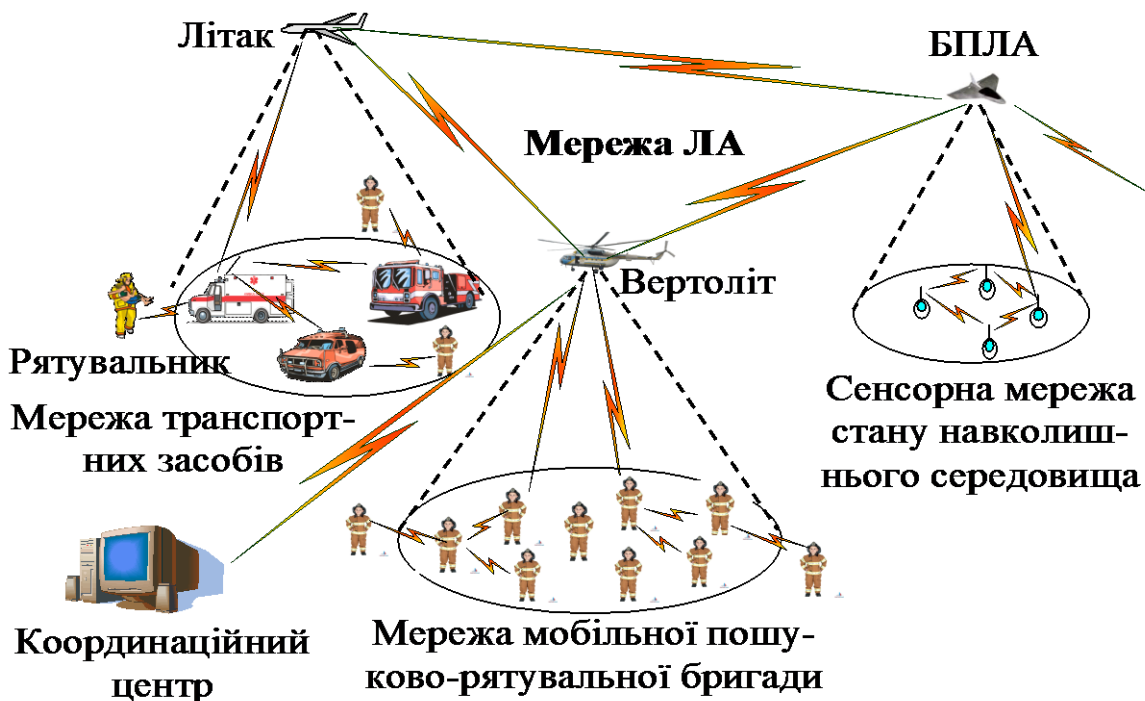 Літак
БПЛА
Мережа ЛА
Вертоліт
Рятувальник
Мережа транспорт-
них засобів
Сенсорна мережа
стану навколиш-
нього середовища
Координаційний
центр
Мережа мобільної пошу-
ково-рятувальної бригади